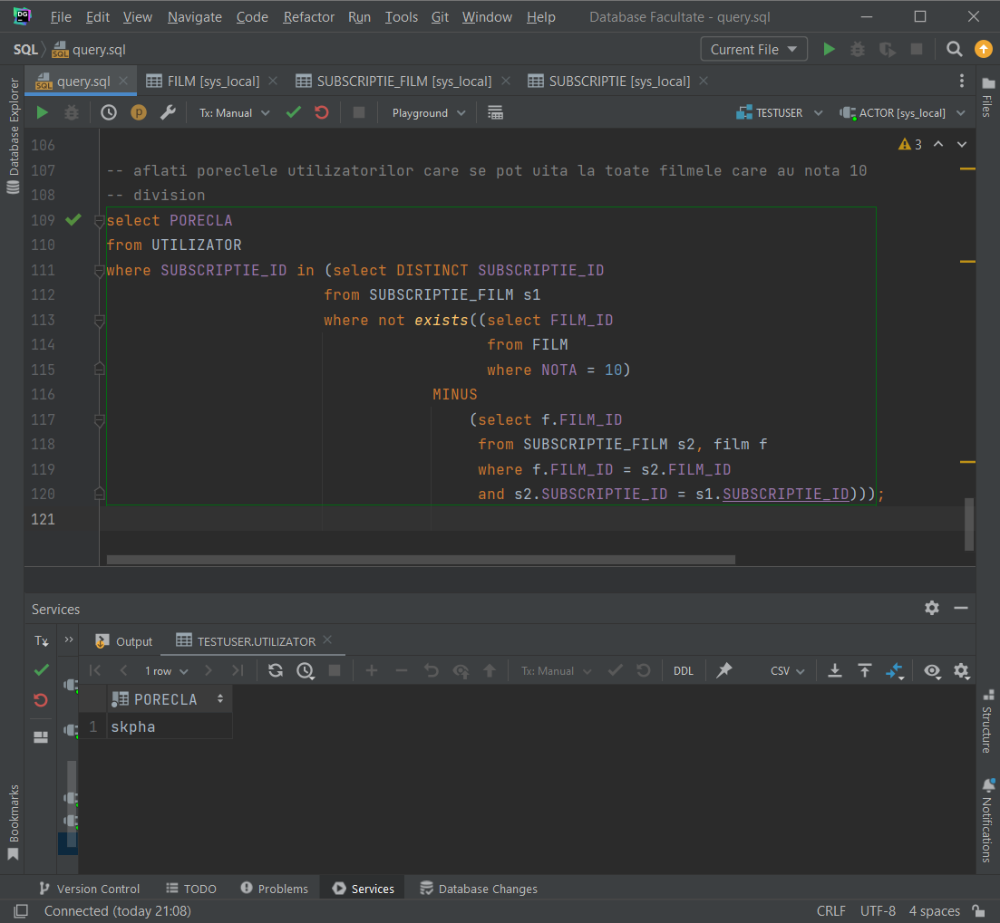 DG File Edit View Navigate Code Refactor Run Tools Git Window Help Database Facultate - query.sql
SQL query.sql Current File
query.sql FILM [sys_local] SUBSCRIPTIE_FILM [sys_local] SUBSCRIPTIE [sys_local]
Tx: Manual Playground TESTUSER ACTOR [sys_local]
Database Explorer
Files
3
106
107 -- aflati poreclele utilizatorilor care se pot uita la toate filmele care au nota 10
108 -- division
109 select PORECLA
110 from UTILIZATOR
111 where SUBSCRIPTIE_ID in (select DISTINCT SUBSCRIPTIE_ID
112 from SUBSCRIPTIE_FILM s1
113 where not exists((select FILM_ID
114 from FILM
115 where NOTA = 10)
116 MINUS
117 (select f.FILM_ID
118 from SUBSCRIPTIE_FILM s2, film f
119 where f.FILM_ID = s2.FILM_ID
120 and s2.SUBSCRIPTIE_ID = s1.SUBSCRIPTIE_ID)));
121
Services
Tx Output TESTUSER.UTILIZATOR
1 row Tx: Manual DDL CSV
PORECLA
1 skpha
Structure
Bookmarks
Notifications
Version Control TODO Problems Services Database Changes
Connected (today 21:08) CRLF UTF-8 4 spaces